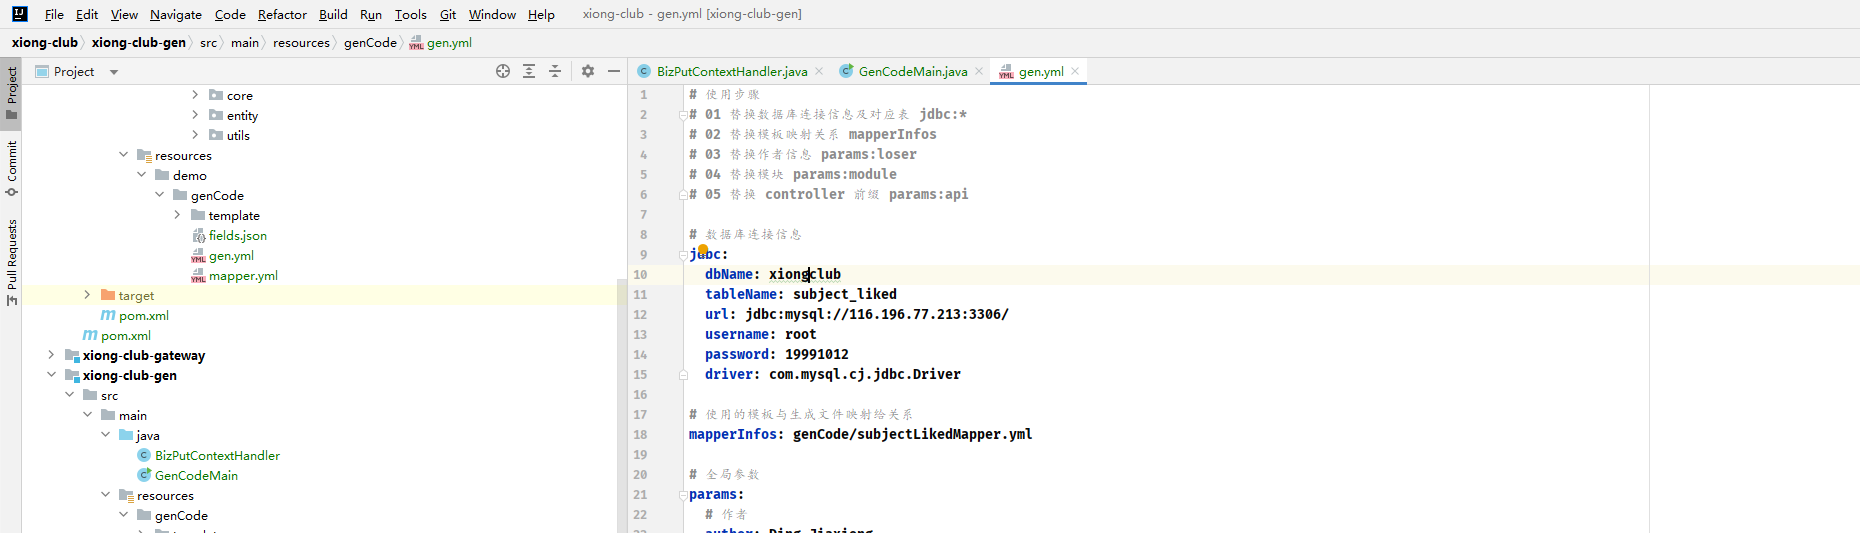 File Edit View Navigate Code Refactor Build Run Tools Git Window Help xiong-club - gen.yml [xiong-club-gen]
xiong-club xiong-club-gen src main resources genCode gen.yml
Project
BizPutContextHandler.java GenCodeMain.java gen.yml
Project
Commit
Pull Requests
core
entity
utils
resources
demo
genCode
template
fields.json
gen.yml
mapper.yml
target
pom.xml
pom.xml
xiong-club-gateway
xiong-club-gen
src
main
java
BizPutContextHandler
GenCodeMain
resources
genCode
1 # 使用步骤
2 # 01 替换数据库连接信息及对应表 jdbc:*
3 # 02 替换模板映射关系 mapperInfos
4 # 03 替换作者信息 params:loser
5 # 04 替换模块 params:module
6 # 05 替换 controller 前缀 params:api
7
8 # 数据库连接信息
9 jdbc:
10 dbName: xiongclub
11 tableName: subject_liked
12 url: jdbc:mysql://116.196.77.213:3306/
13 username: root
14 password: 19991012
15 driver: com.mysql.cj.jdbc.Driver
16
17 # 使用的模板与生成文件映射给关系
18 mapperInfos: genCode/subjectLikedMapper.yml
19
20 # 全局参数
21 params:
22 # 作者